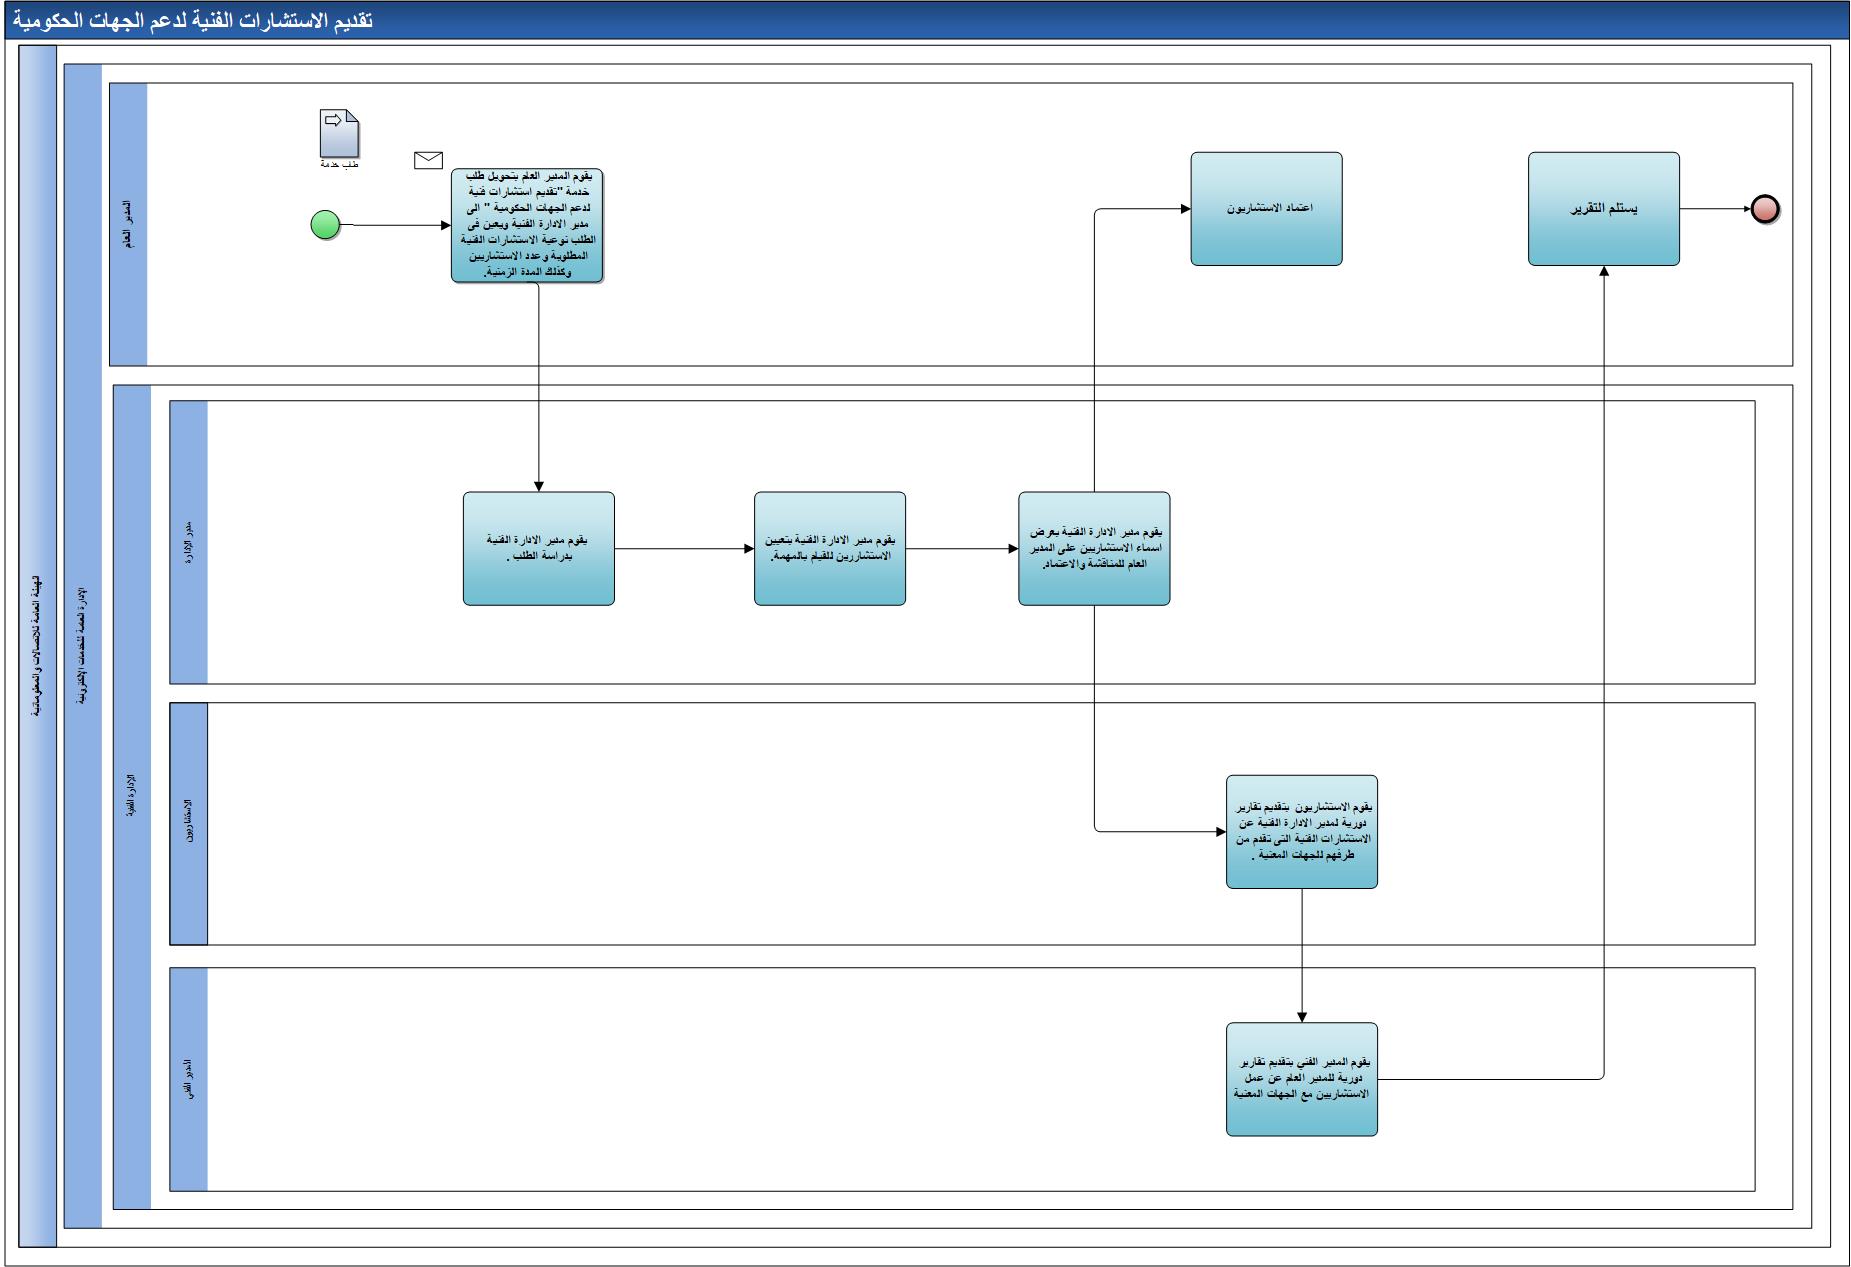 تقديم الاستشارات الفنية لدعم الجهات الحكومية
الهيئة العامة للاتصالات والمعلوماتية
الإدارة العامة للخدمات الإلكترونية
المدير العام
طلب خدمة
يقوم المدير العام بتحويل طلب
خدمة "تقديم استشارات فنية
لدعم الجهات الحكومية " الى
مدير الادارة الفنية ويعين فى
الطلب نوعية الاستشارات الفنية
المطلوبة وعدد الاستشاريين
وكذلك المدة الزمنية.
اعتماد الاستشاريون
يستلم التقرير
الإدارة الفنية
مدير الإدارة
يقوم مدير الادارة الفنية
بدراسة الطلب .
يقوم مدير الادارة الفنية بتعيين
الاستشاررين للقيام بالمهمة.
يقوم مدير الادارة الفنية بعرض
اسماء الاستشاريين على المدير
العام للمناقشة والاعتماد.
الاستشاريون
يقوم الاستشاريون بتقديم تقارير
دورية لمدير الادارة الفنية عن
الاستشارات الفنية التى تقدم من
طرفهم للجهات المعنية .
المدير الفني
يقوم المدير الفني بتقديم تقارير
دورية للمدير العام عن عمل
الاستشاريين مع الجهات المعنية